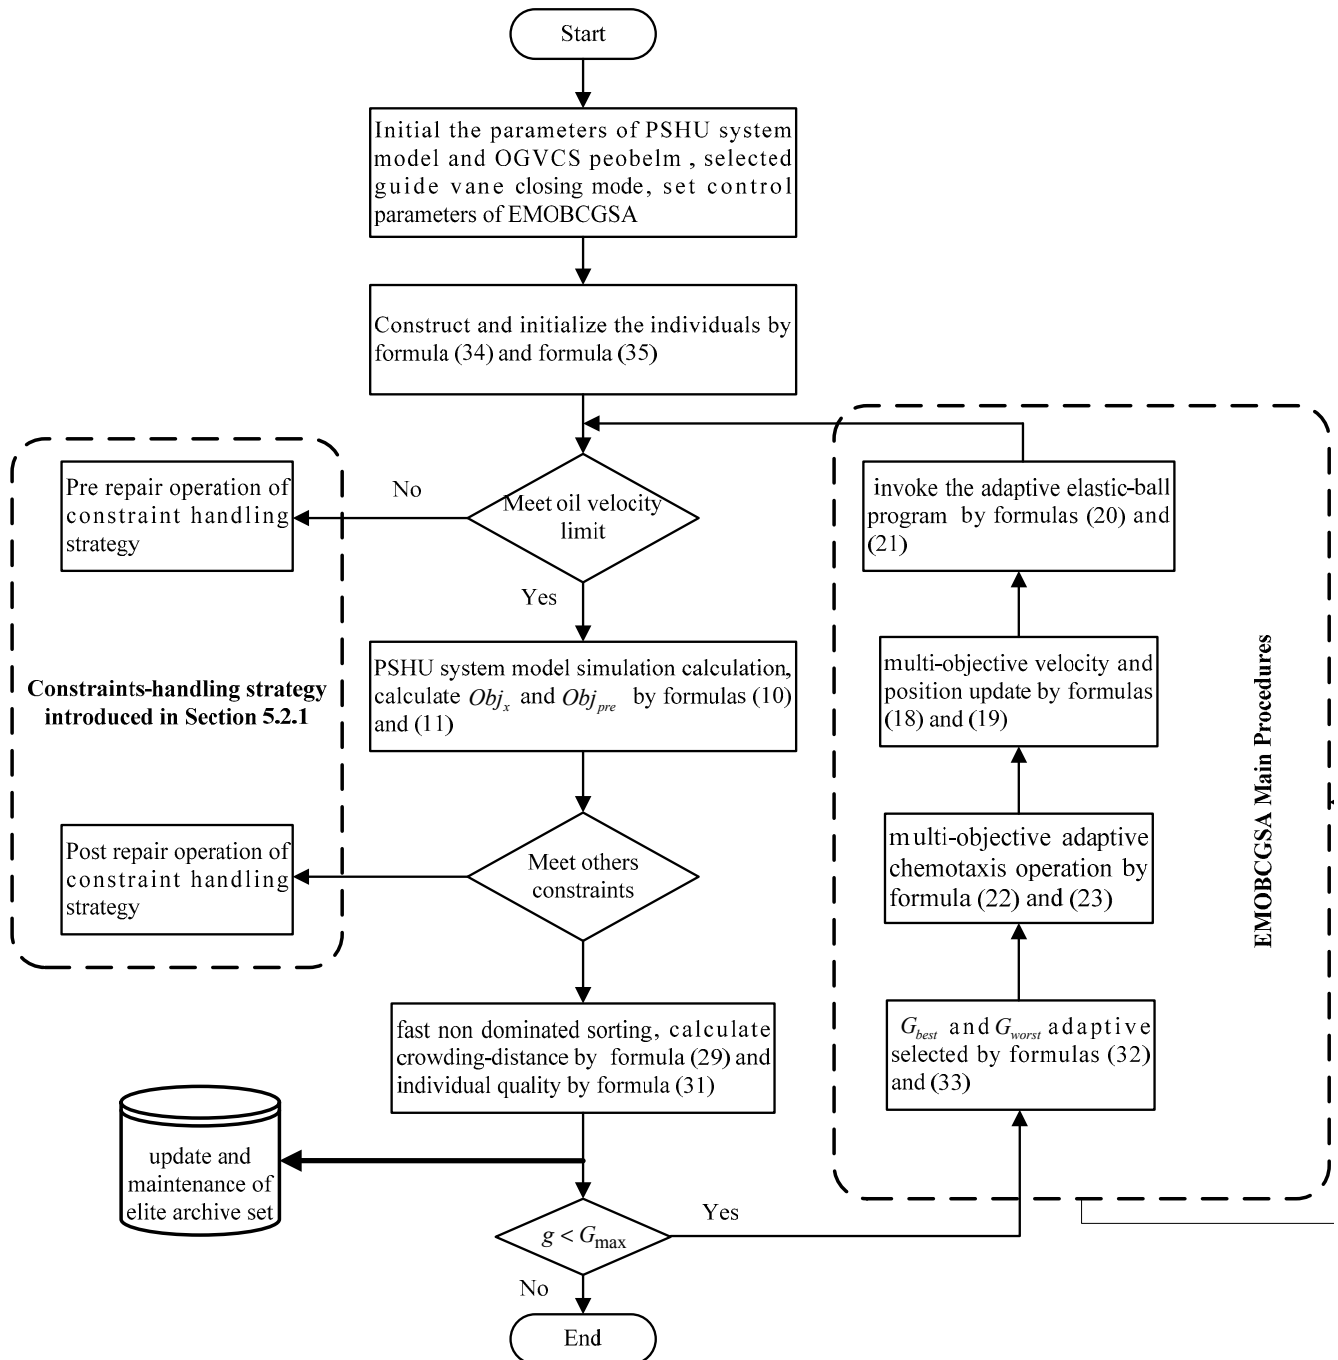 Start
Initial the parameters of PSHU system
model and OGVCS peobelm , selected
guide vane closing mode, set control
parameters of EMOBCGSA
Construct and initialize the individuals by
formula (34) and formula (35)
Pre repair operation of
constraint handling
strategy
No
Meet oil velocity
limit
Yes
invoke the adaptive elastic-ball
program by formulas (20) and
(21)
PSHU system model simulation calculation,
calculate Obj_x and Obj_pre by formulas (10)
and (11)
Constraints-handling strategy
introduced in Section 5.2.1
multi-objective velocity and
position update by formulas
(18) and (19)
EMOBCGSA Main Procedures
Post repair operation of
constraint handling
strategy
Meet others
constraints
multi-objective adaptive
chemotaxis operation by
formula (22) and (23)
fast non dominated sorting, calculate
crowding-distance by formula (29) and
individual quality by formula (31)
G_best and G_worst adaptive
selected by formulas (32)
and (33)
update and
maintenance of
elite archive set
g < G_max
Yes
No
End